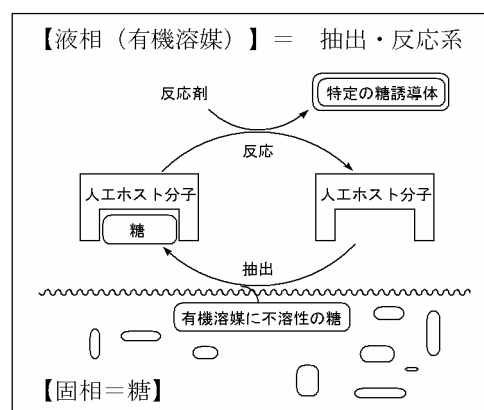 【液相（有機溶媒）】＝　抽出・反応系
反応剤
特定の糖誘導体
反応
人工ホスト分子
人工ホスト分子
糖
抽出
有機溶媒に不溶性の糖
【固相＝糖】